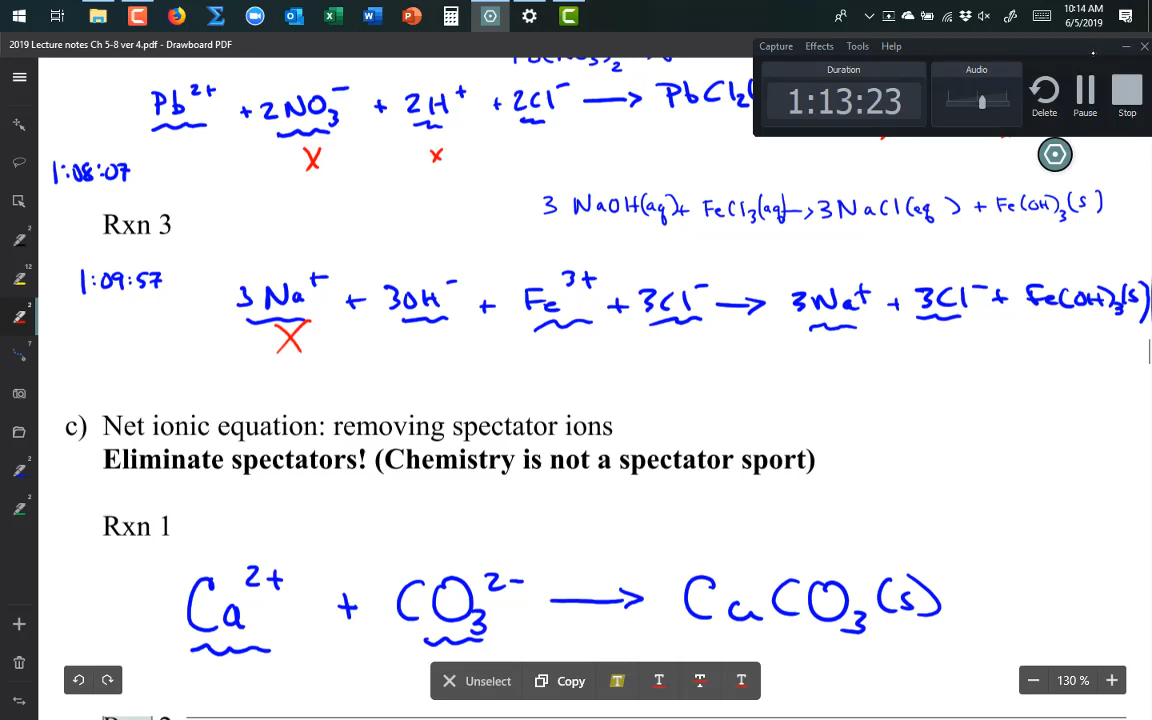 10:14 AM
6/5/2019
2019 Lecture notes Ch 5-8 ver 4.pdf - Drawboard PDF
Capture Effects Tools Help
Duration
Audio
1:13:23
Delete Pause Stop
Pb²⁺ + 2NO₃⁻ + 2H⁺ + 2Cl⁻ → PbCl₂(
X x
1:08:07
3 NaOH(aq)+ FeCl₃(aq)→3NaCl(aq) + Fe(OH)₃(s)
Rxn 3
1:09:57
3Na⁺ + 3OH⁻ + Fe³⁺ + 3Cl⁻ → 3Na⁺ + 3Cl⁻ + Fe(OH)₃(s)
X
c) Net ionic equation: removing spectator ions
Eliminate spectators! (Chemistry is not a spectator sport)
Rxn 1
Ca²⁺ + CO₃²⁻ → CaCO₃(s)
Unselect Copy T T T T
130 %